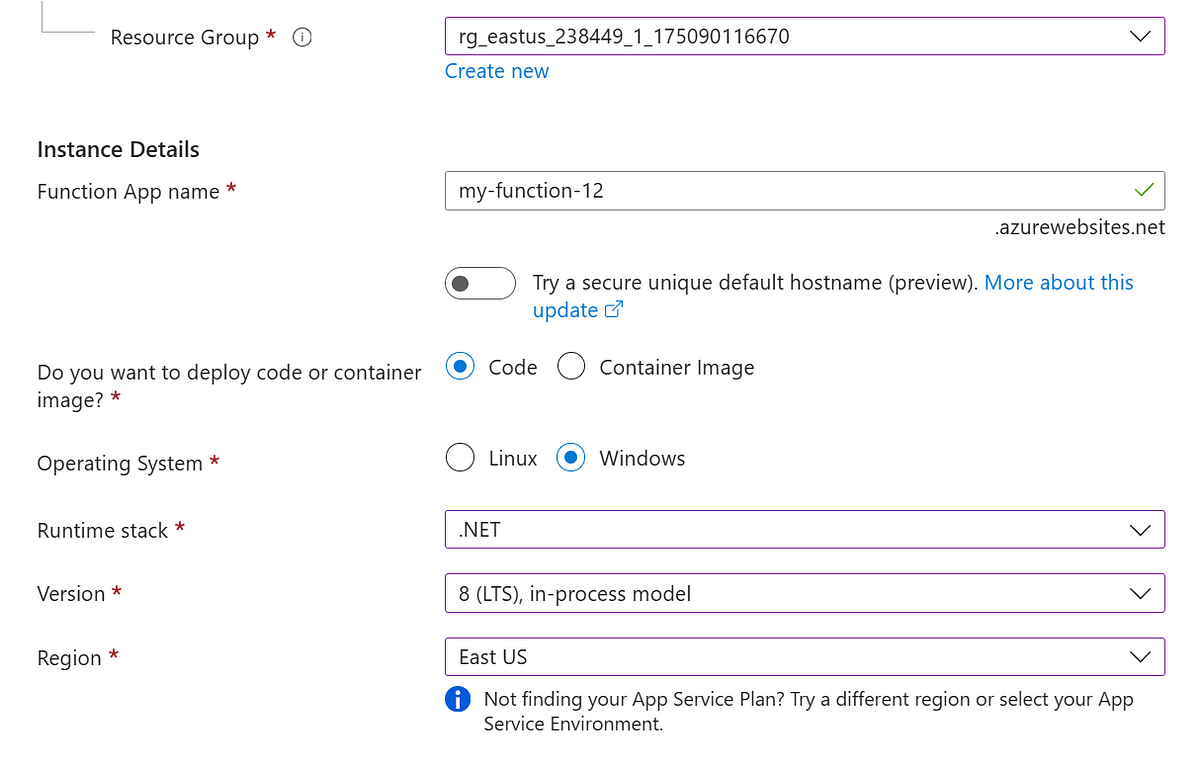 Resource Group *
rg_eastus_238449_1_175090116670
Create new
Instance Details
Function App name *
my-function-12
.azurewebsites.net
Try a secure unique default hostname (preview). More about this
update
Do you want to deploy code or container
image? *
Code
Container Image
Operating System *
Linux
Windows
Runtime stack *
.NET
Version *
8 (LTS), in-process model
Region *
East US
Not finding your App Service Plan? Try a different region or select your App
Service Environment.